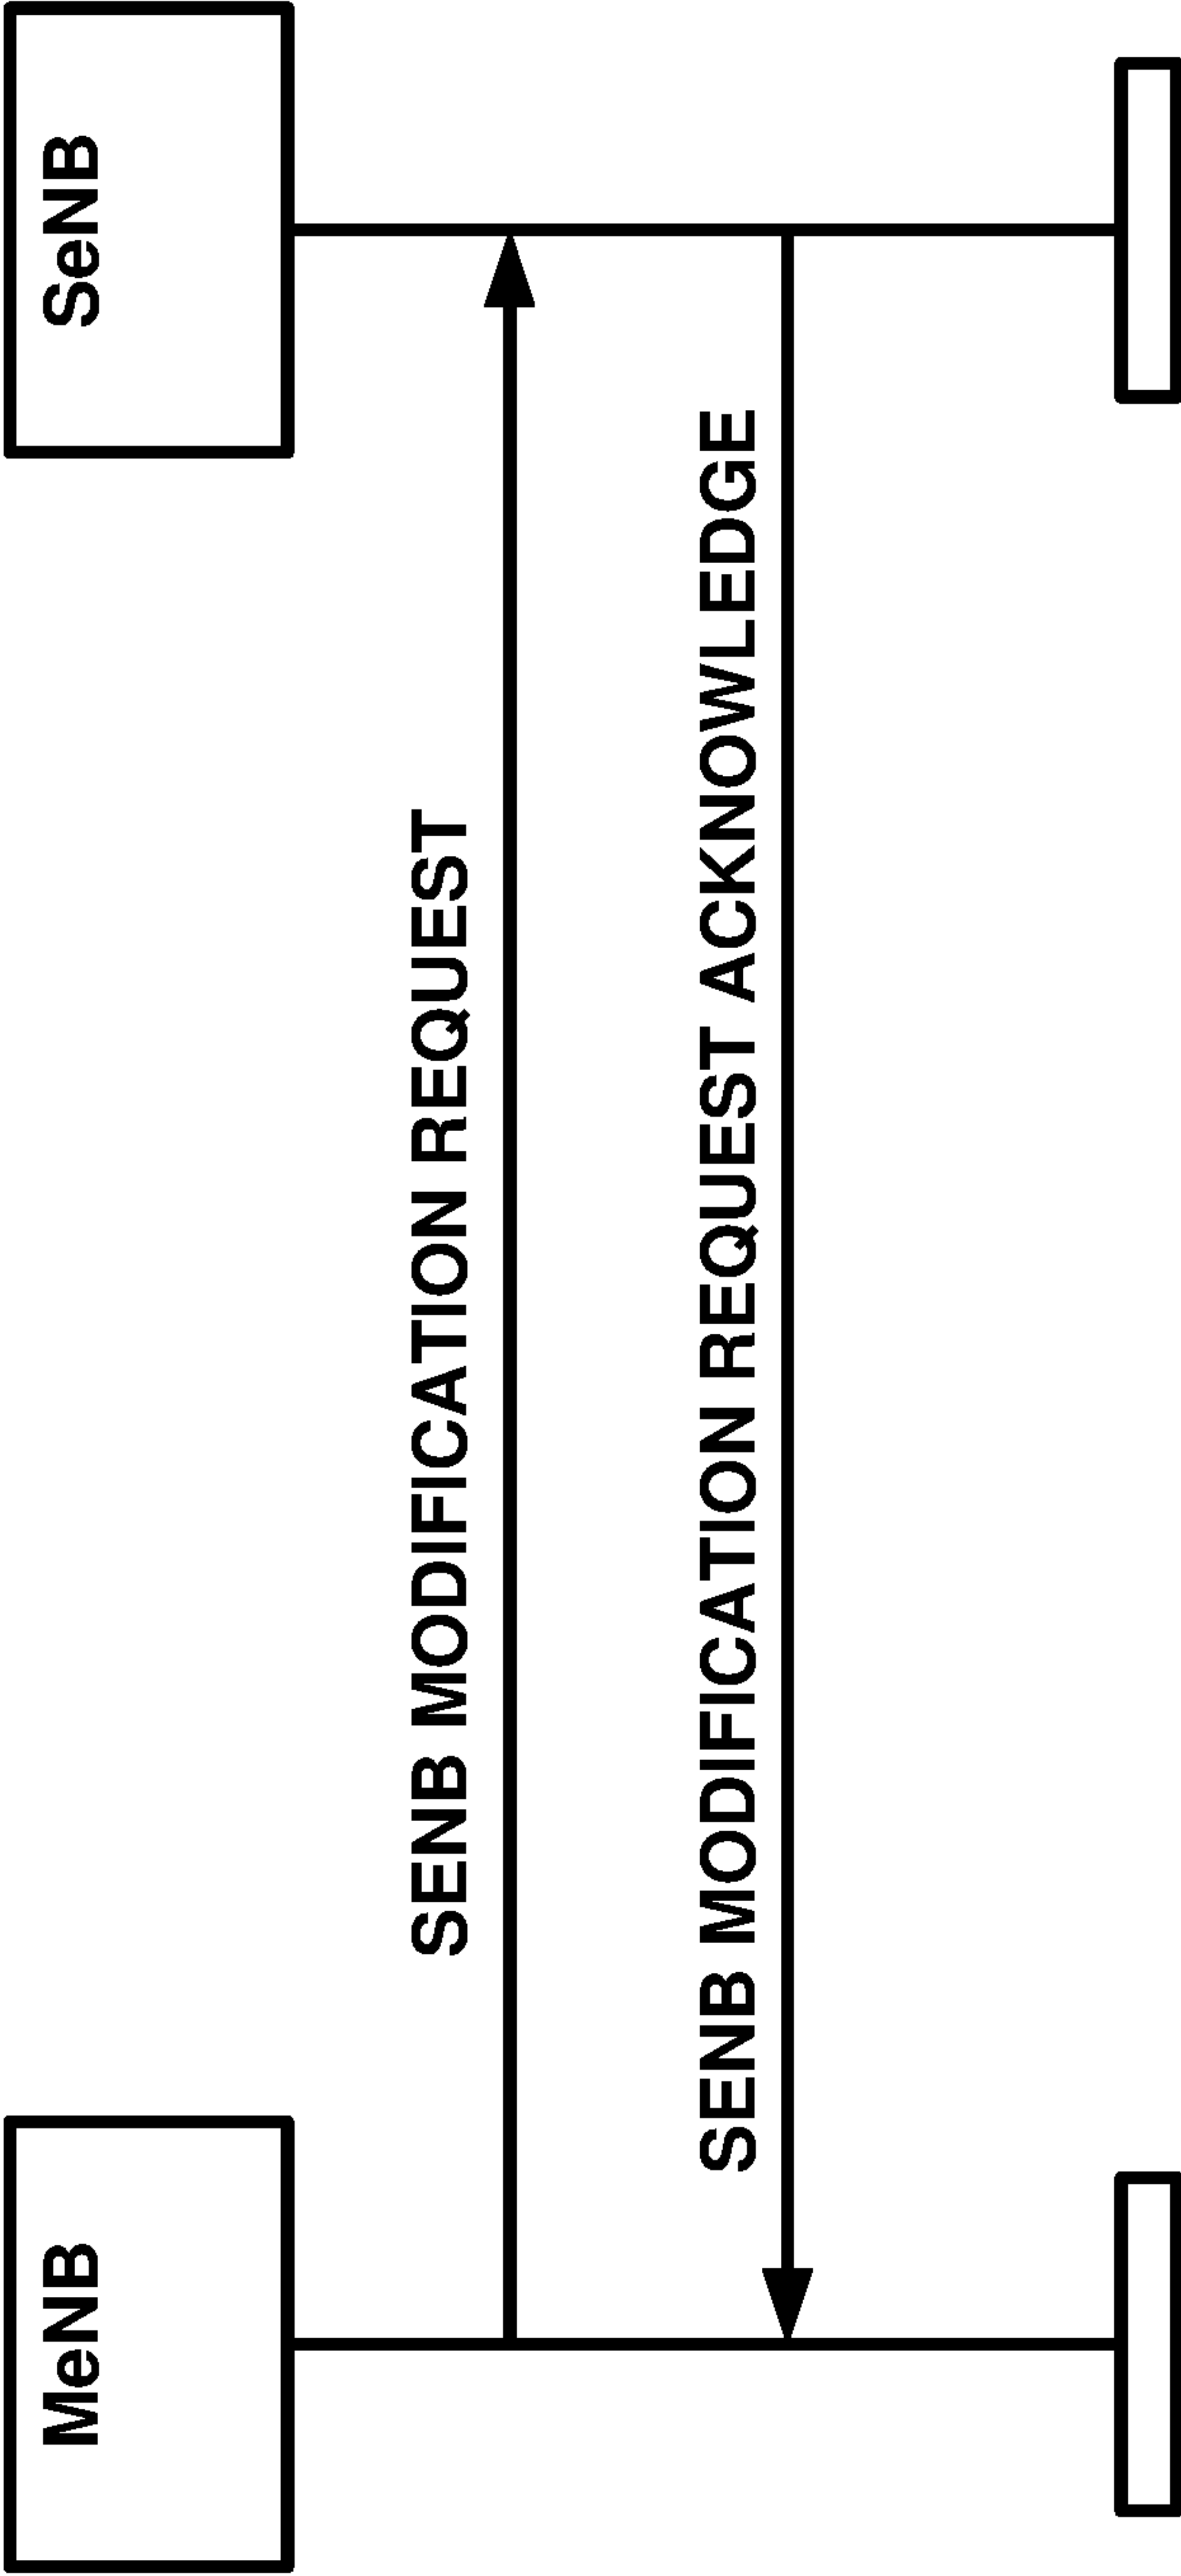 MeNB
SeNB
SENB MODIFICATION REQUEST
SENB MODIFICATION REQUEST ACKNOWLEDGE